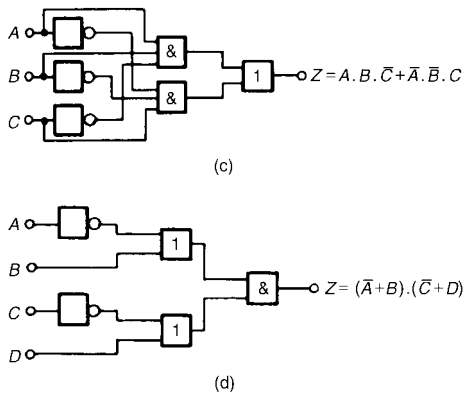 A
B
C
&
&
1
Z = A.B.C̅ + A̅.B̅.C
(c)
A
B
C
D
1
1
&
Z = (A̅+B).(C̅+D)
(d)